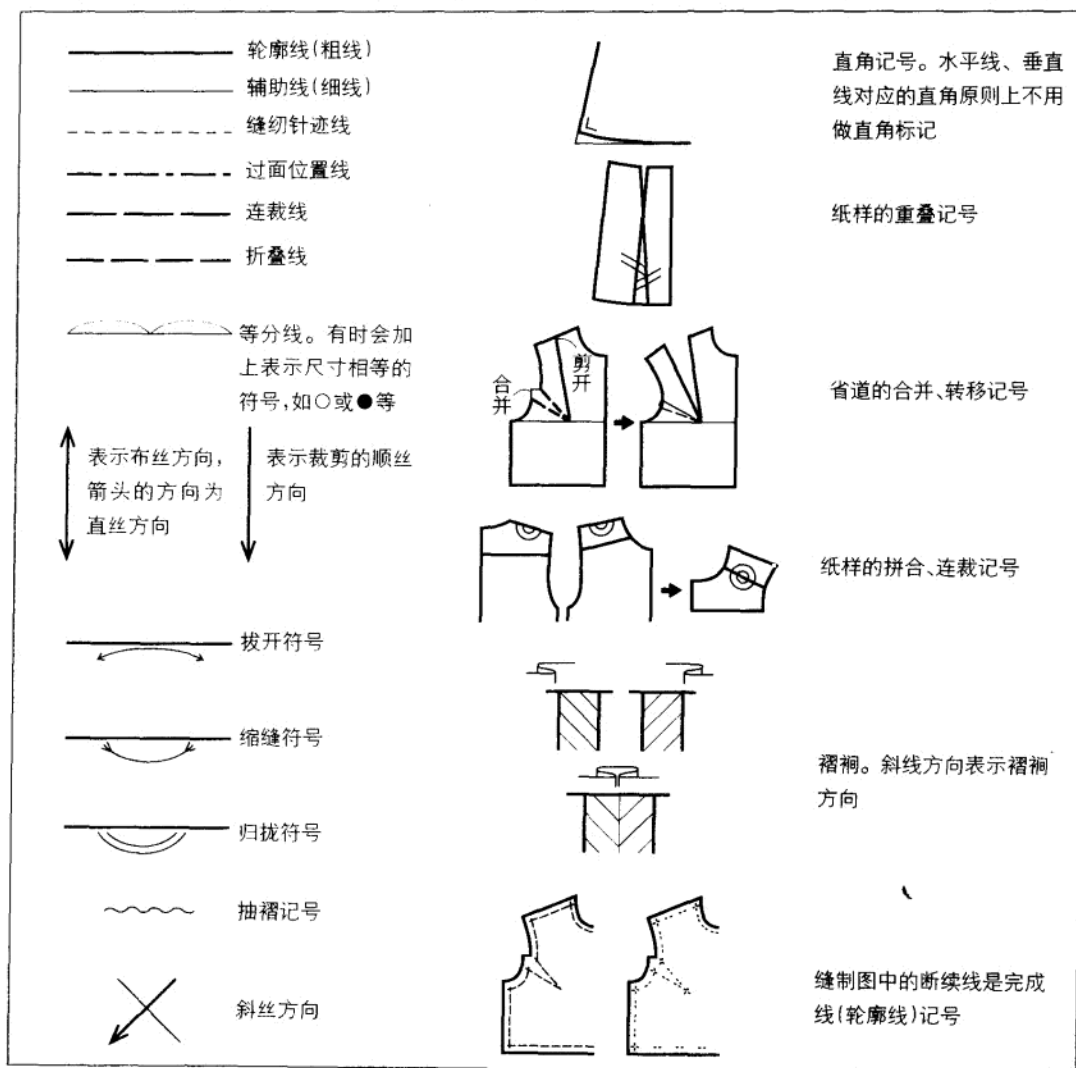 轮廓线(粗线)
辅助线(细线)
缝纫针迹线
过面位置线
连裁线
折叠线
等分线。有时会加
上表示尺寸相等的
符号,如○或●等
表示布丝方向,
箭头的方向为
直丝方向
表示裁剪的顺丝
方向
拔开符号
缩缝符号
归拢符号
抽褶记号
斜丝方向
直角记号。水平线、垂直
线对应的直角原则上不用
做直角标记
纸样的重叠记号
合并
剪开
省道的合并、转移记号
纸样的拼合、连裁记号
褶裥。斜线方向表示褶裥
方向
缝制图中的断续线是完成
线(轮廓线)记号